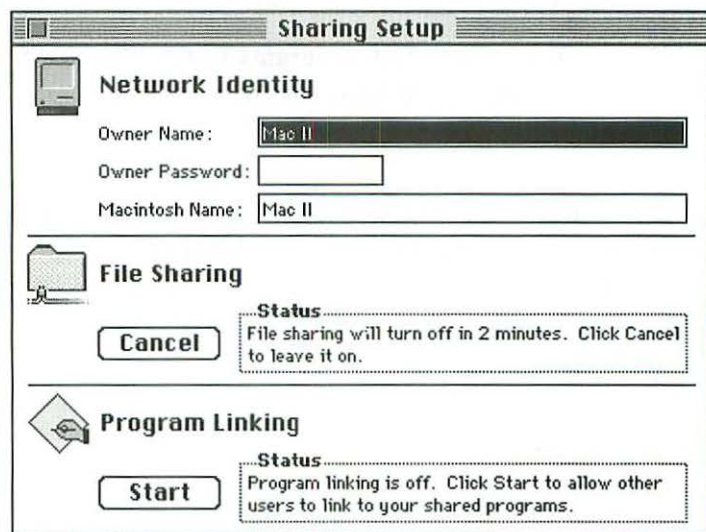 Sharing Setup
Network Identity
Owner Name:
Mac II
Owner Password:
Macintosh Name:
Mac II
File Sharing
Cancel
Status
File sharing will turn off in 2 minutes. Click Cancel
to leave it on.
Program Linking
Start
Status
Program linking is off. Click Start to allow other
users to link to your shared programs.